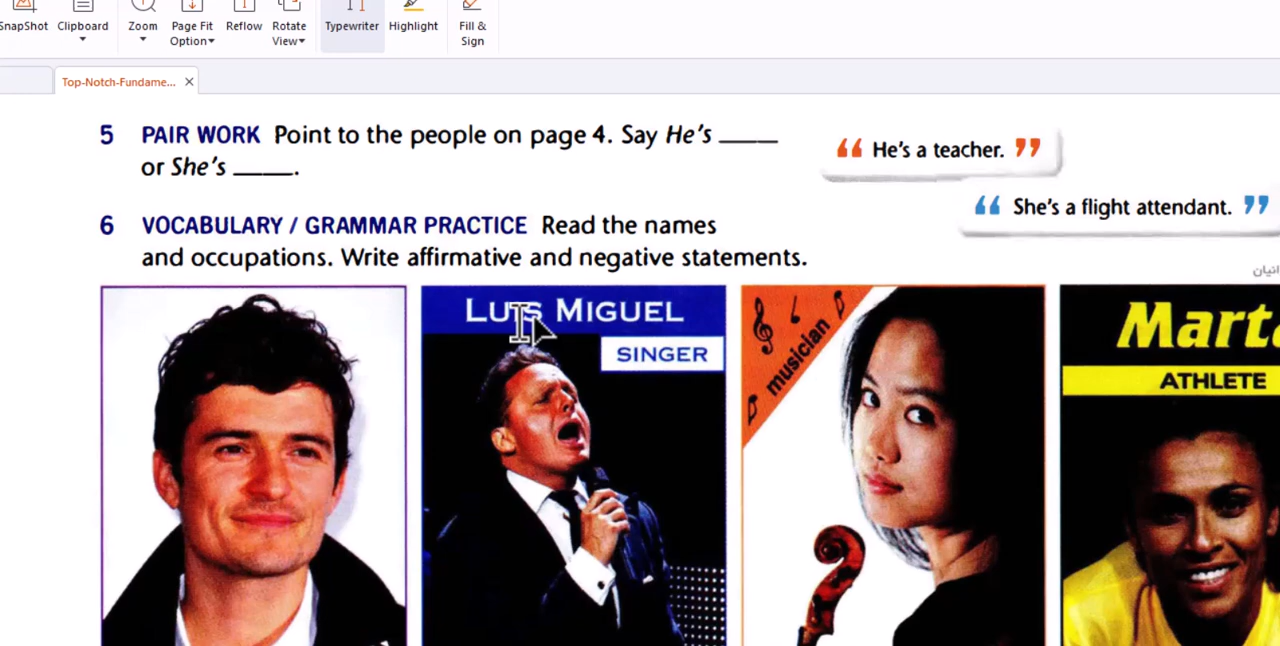 SnapShot Clipboard Zoom Page Fit Option Reflow Rotate View Typewriter Highlight Fill & Sign
Top-Notch-Fundame...
5 PAIR WORK Point to the people on page 4. Say He's ____
or She's ____.
“ He's a teacher. ”
“ She's a flight attendant. ”
6 VOCABULARY / GRAMMAR PRACTICE Read the names
and occupations. Write affirmative and negative statements.
LUIS MIGUEL
SINGER
musician
Mart
ATHLETE